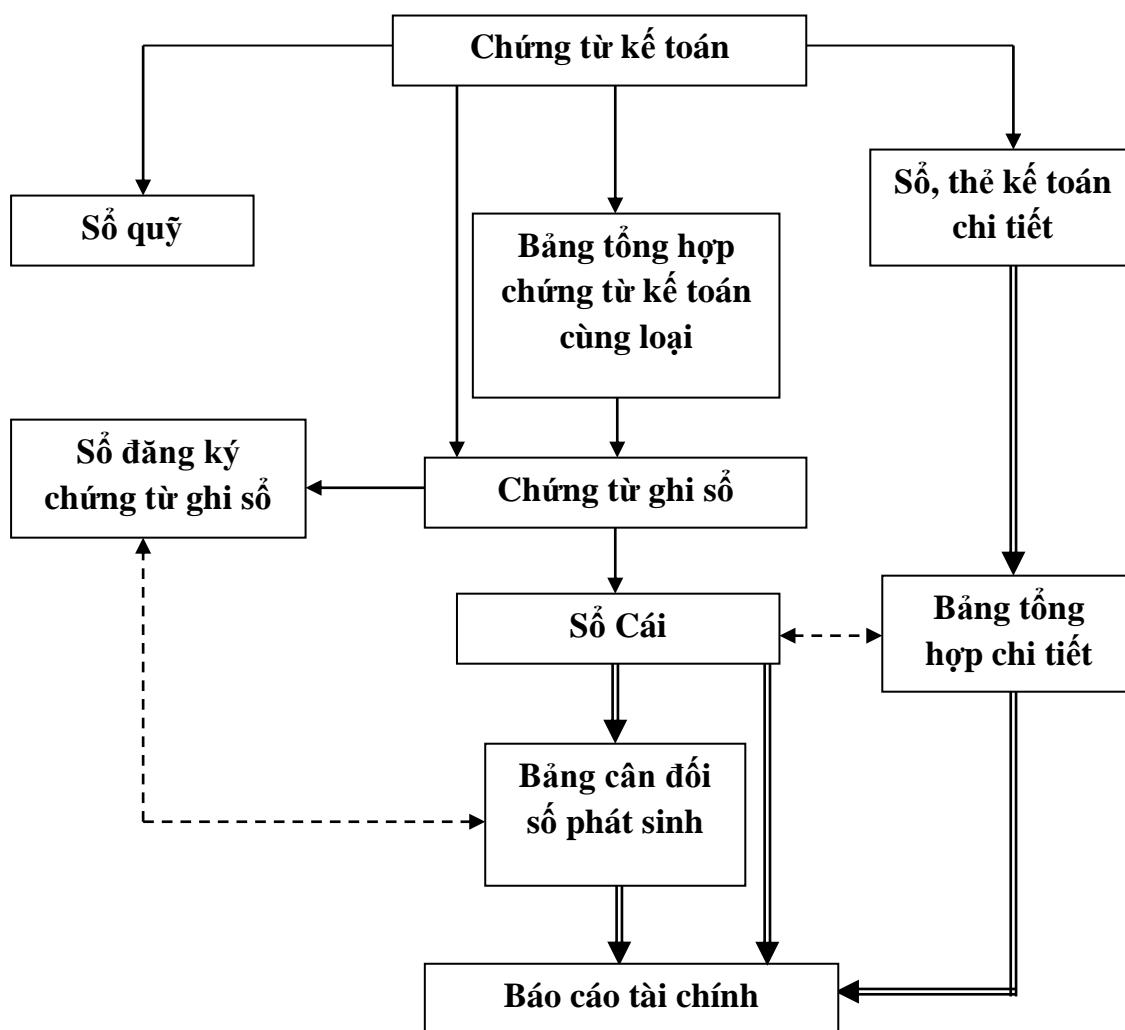 Chứng từ kế toán
Sổ quỹ
Bảng tổng hợp
chứng từ kế toán
cùng loại
Sổ, thẻ kế toán
chi tiết
Sổ đăng ký
chứng từ ghi sổ
Chứng từ ghi sổ
Sổ Cái
Bảng tổng
hợp chi tiết
Bảng cân đối
số phát sinh
Báo cáo tài chính